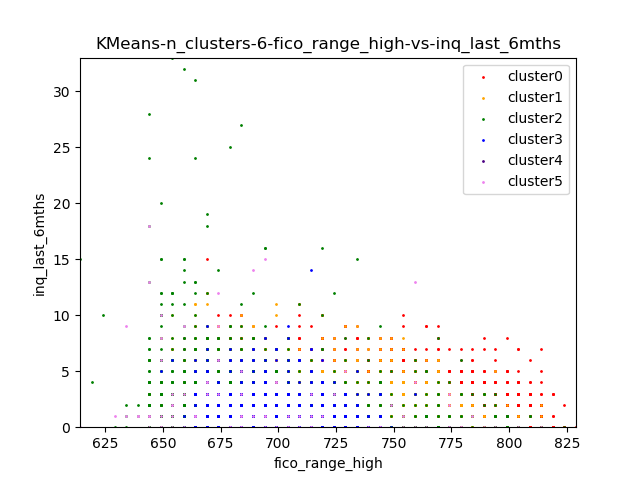 KMeans-n_clusters-6-fico_range_high-vs-inq_last_6mths
cluster0
cluster1
cluster2
cluster3
cluster4
cluster5
30
25
20
15
10
5
0
inq_last_6mths
625 650 675 700 725 750 775 800 825
fico_range_high